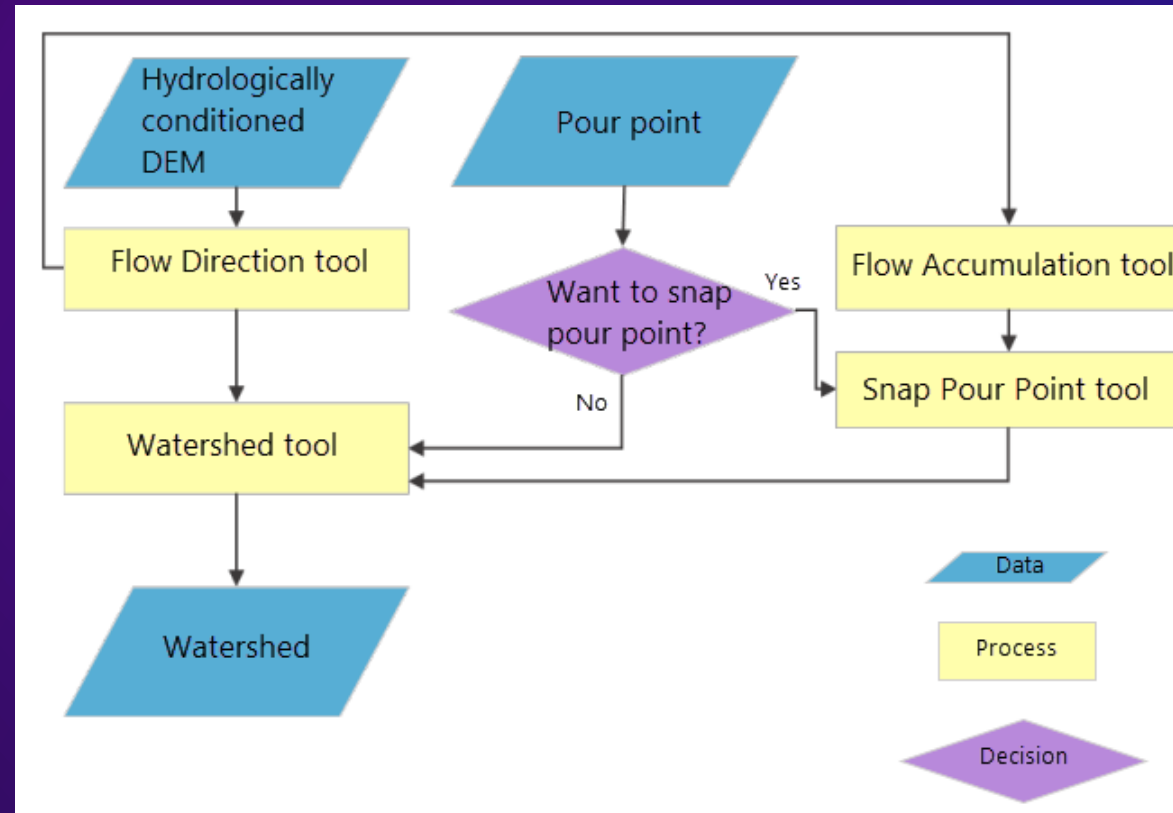 Hydrologically
conditioned
DEM
Pour point
Flow Direction tool
Want to snap
pour point?
Yes
Flow Accumulation tool
Snap Pour Point tool
No
Watershed tool
Watershed
Data
Process
Decision